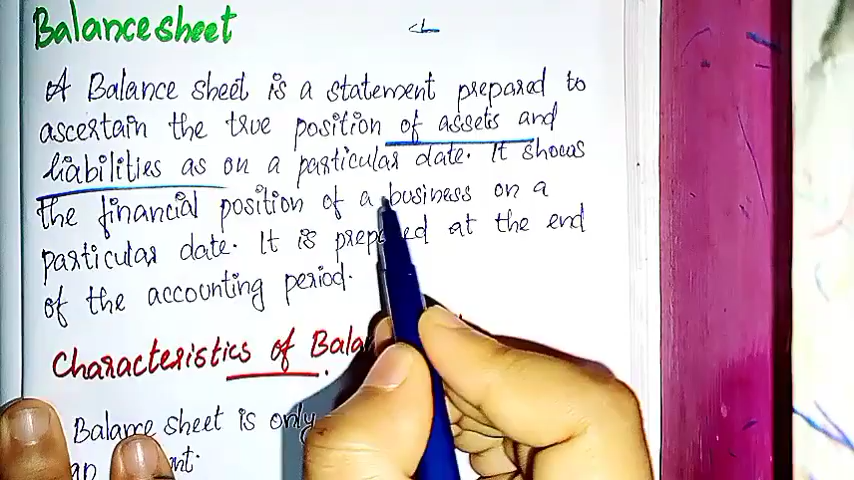 Balance sheet
A Balance sheet is a statement prepared to
ascertain the true position of assets and
liabilities as on a particular date. It shows
the financial position of a business on a
particular date. It is prepared at the end
of the accounting period.
Characteristics of
Balance sheet is only